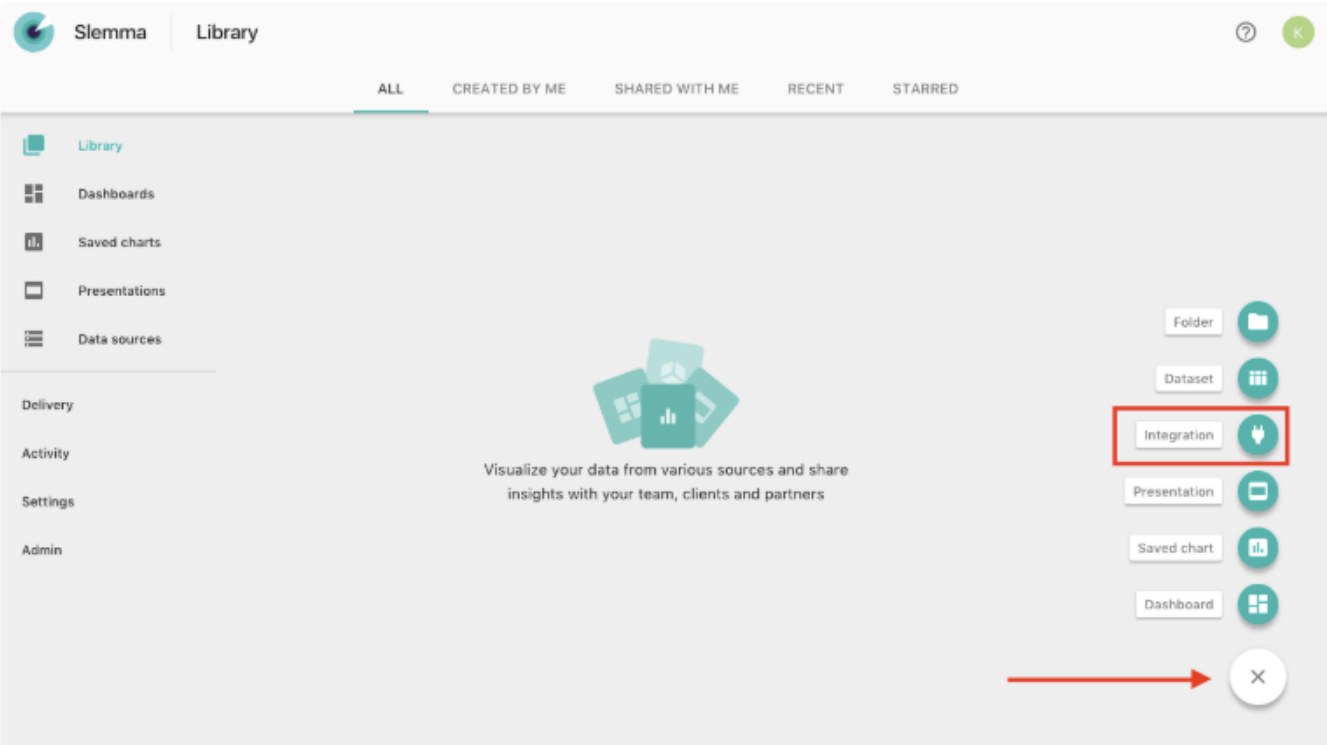 Slemma
Library
K
ALL
CREATED BY ME
SHARED WITH ME
RECENT
STARRED
Library
Dashboards
Saved charts
Presentations
Data sources
Delivery
Activity
Settings
Admin
Visualize your data from various sources and share
insights with your team, clients and partners
Folder
Dataset
Integration
Presentation
Saved chart
Dashboard